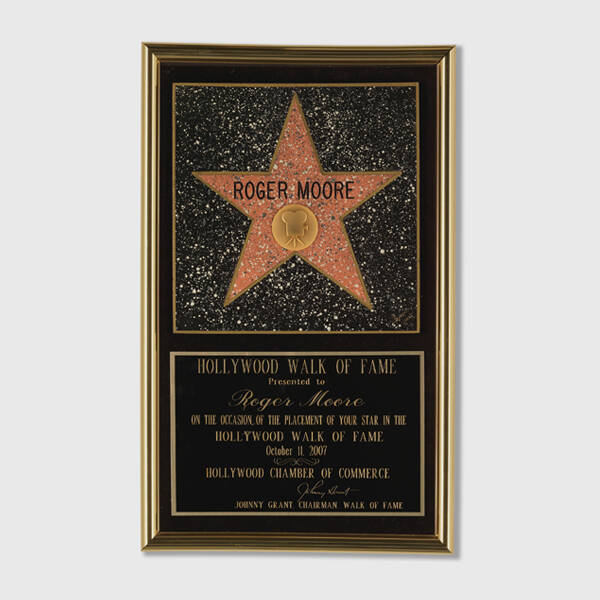 ROGER MOORE
HOLLYWOOD WALK OF FAME
Presented to
Roger Moore
ON THE OCCASION, OF THE PLACEMENT OF YOUR STAR IN THE
HOLLYWOOD WALK OF FAME
October 11, 2007
HOLLYWOOD CHAMBER OF COMMERCE
Johnny Grant
JOHNNY GRANT CHAIRMAN WALK OF FAME